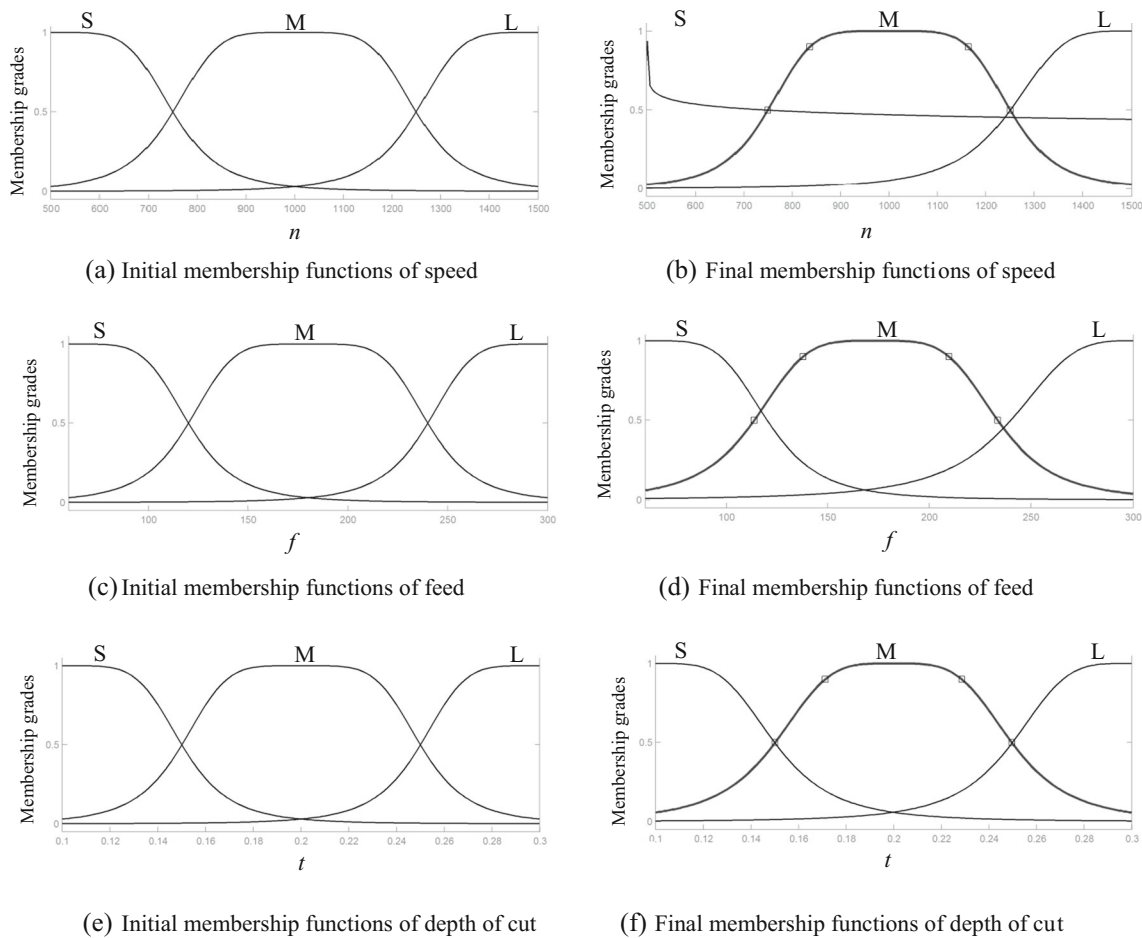 S M L
Membership grades
1
0.5
0
500 600 700 800 900 1000 1100 1200 1300 1400 1500
n
(a) Initial membership functions of speed
S M L
Membership grades
1
0.5
0
500 700 900 1000 1100 1200 1300 1400 1500
n
(b) Final membership functions of speed
S M L
Membership grades
1
0.5
0
100 150 200 250 300
f
(c) Initial membership functions of feed
S M L
Membership grades
1
0.5
0
100 150 200 250 300
f
(d) Final membership functions of feed
S M L
Membership grades
1
0.5
0
0.1 0.12 0.14 0.16 0.18 0.2 0.22 0.24 0.26 0.28 0.3
t
(e) Initial membership functions of depth of cut
S M L
Membership grades
1
0.5
0
0.1 0.12 0.14 0.16 0.18 0.2 0.22 0.24 0.26 0.28 0.3
t
(f) Final membership functions of depth of cut